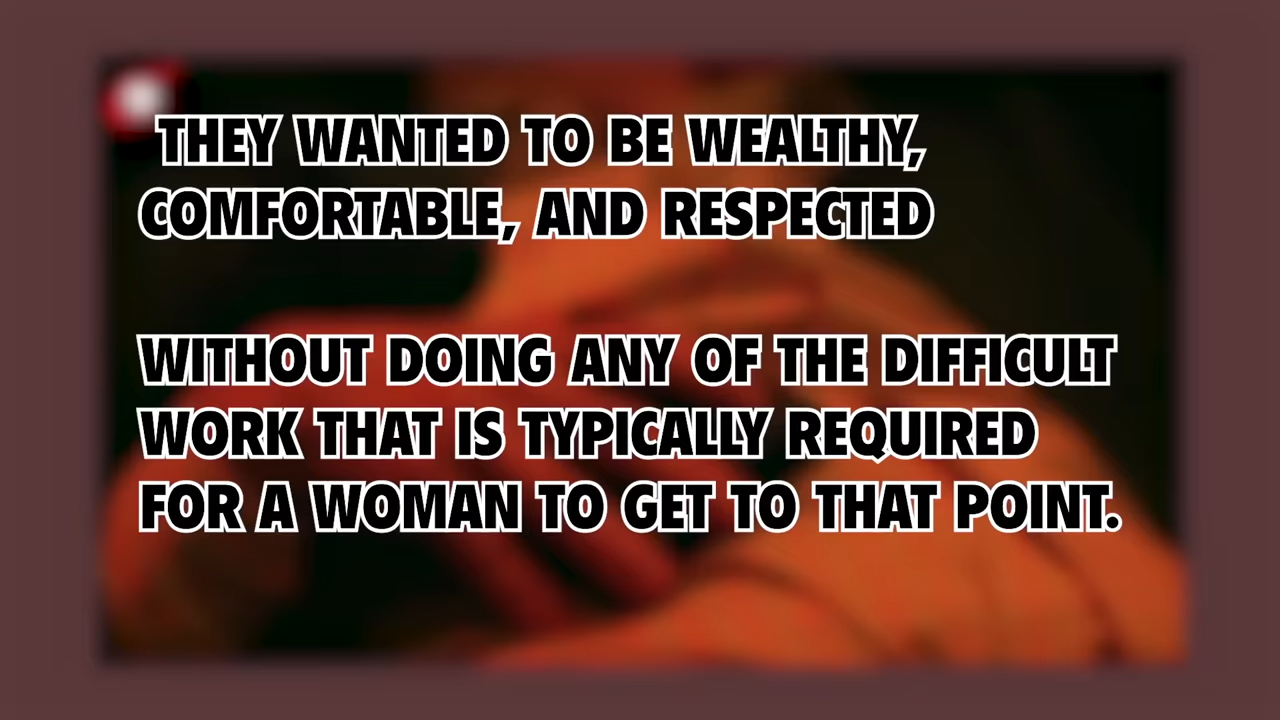 THEY WANTED TO BE WEALTHY,
COMFORTABLE, AND RESPECTED
WITHOUT DOING ANY OF THE DIFFICULT
WORK THAT IS TYPICALLY REQUIRED
FOR A WOMAN TO GET TO THAT POINT.